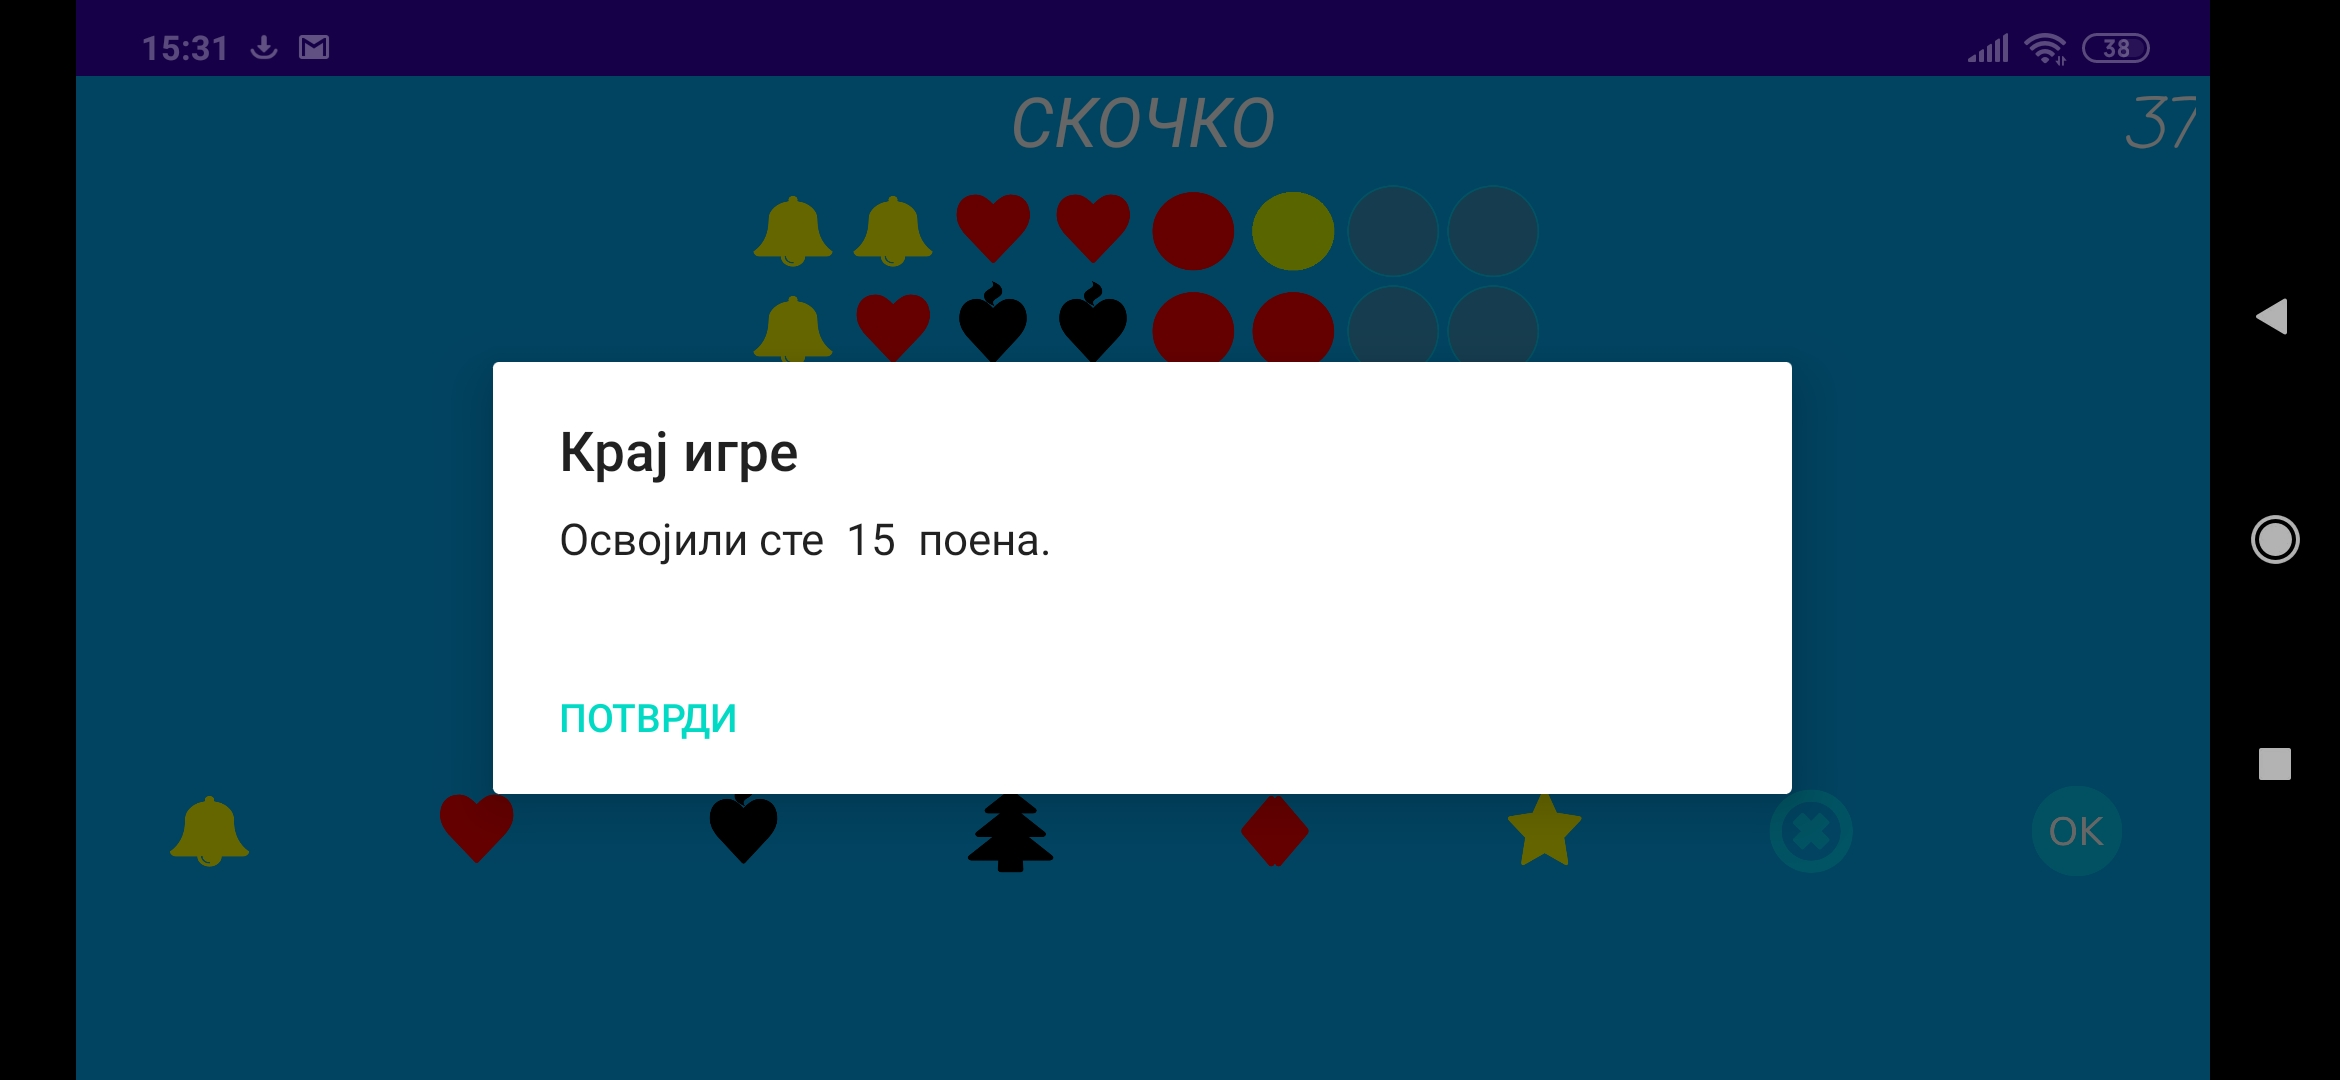 15:31
38
СКОЧКО
37
Крај игре
Освојили сте 15 поена.
ПОТВРДИ
OK